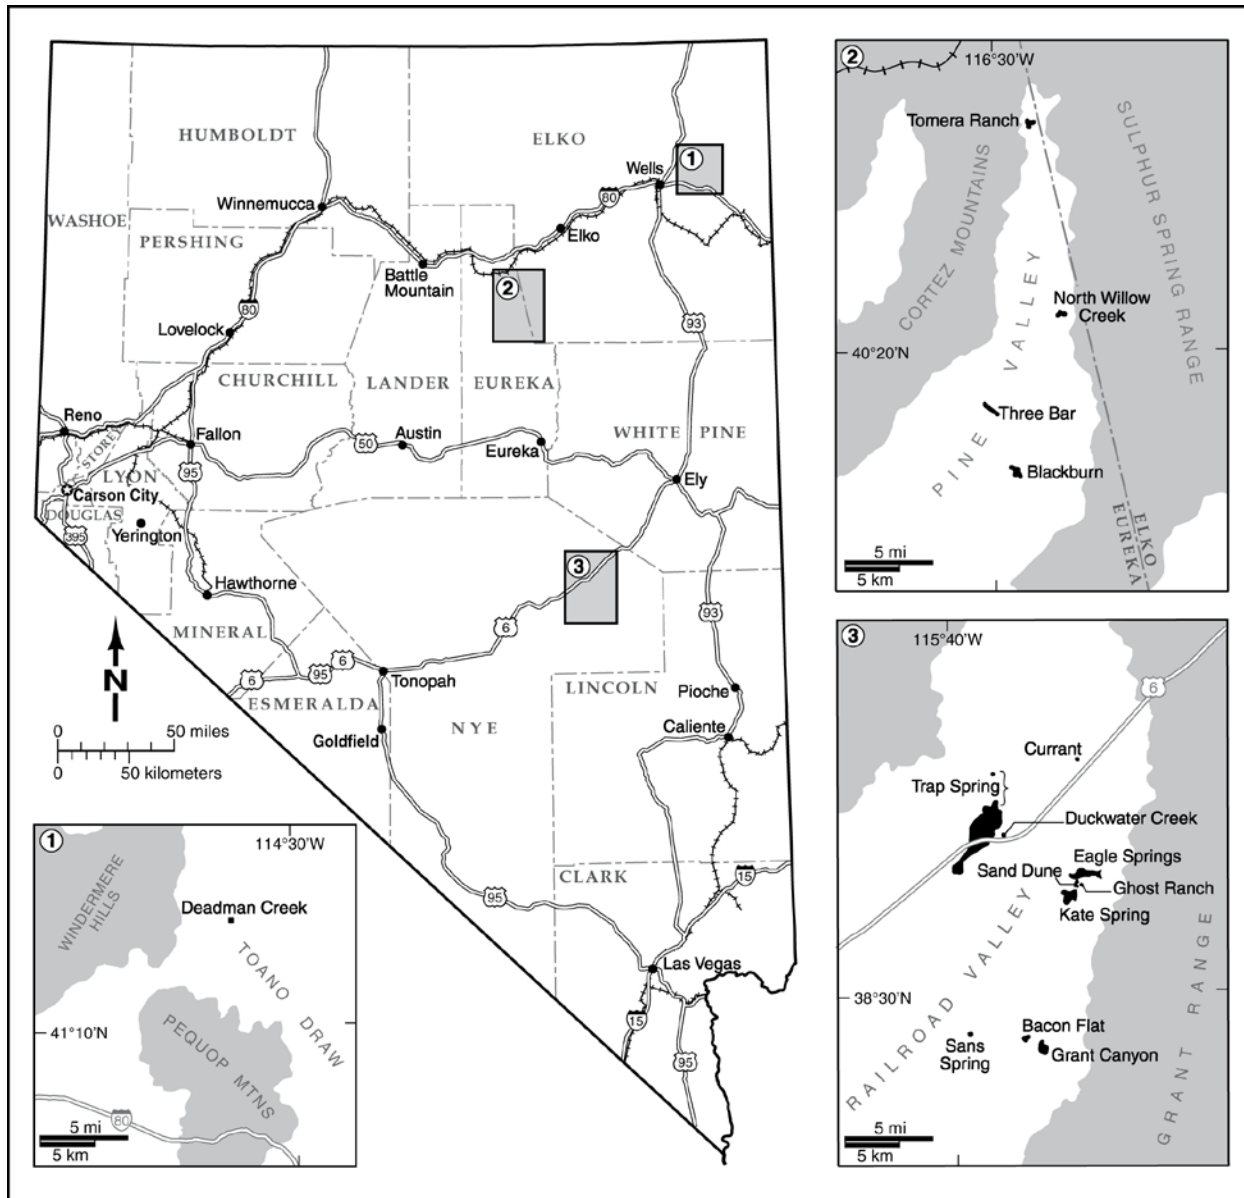 HUMBOLDT
ELKO
WASHOE
PERSHING
Winnemucca
Wells
1
80
Elko
Battle
Mountain
2
80
Lovelock
93
CHURCHILL
LANDER
EUREKA
Reno
STOREY
Fallon
50
Austin
Eureka
WHITE PINE
LYON
95
Ely
Carson City
DOUGLAS
Yerington
395
3
Hawthorne
93
MINERAL
6
6
95
6
Tonopah
ESMERALDA
NYE
LINCOLN
Pioche
Goldfield
Caliente
N
0 50 miles
0 50 kilometers
CLARK
15
95
Las Vegas
15
95
1
114°30'W
WINDERMERE
HILLS
Deadman Creek
TOANO DRAW
41°10'N
PEQUOP MTNS
80
5 mi
5 km
2
116°30'W
Tomera Ranch
SULPHUR SPRING RANGE
CORTEZ MOUNTAINS
PINE VALLEY
North Willow
Creek
40°20'N
Three Bar
Blackburn
ELKO
EUREKA
5 mi
5 km
3
115°40'W
6
Currant
Trap Spring
Duckwater Creek
Eagle Springs
Sand Dune
Ghost Ranch
Kate Spring
RAILROAD VALLEY
38°30'N
GRANT RANGE
Bacon Flat
Sans
Spring
Grant Canyon
5 mi
5 km